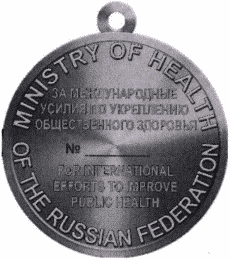 MINISTRY OF HEALTH
ЗА МЕЖДУНАРОДНЫЕ
УСИЛИЯ ПО УКРЕПЛЕНИЮ
ОБЩЕСТВЕННОГО ЗДОРОВЬЯ
№
FOR INTERNATIONAL
EFFORTS TO IMPROVE
PUBLIC HEALTH
OF THE RUSSIAN FEDERATION